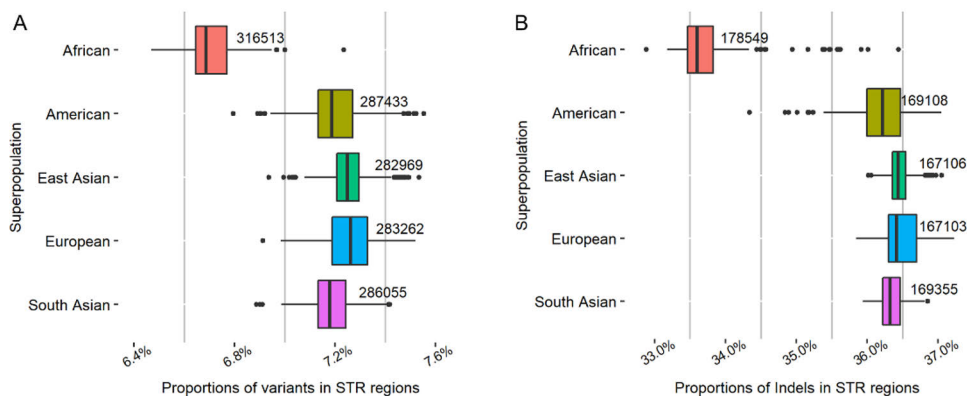 A
Superpopulation
African
American
East Asian
European
South Asian
316513
287433
282969
283262
286055
6.4%
6.8%
7.2%
7.6%
Proportions of variants in STR regions
B
Superpopulation
African
American
East Asian
European
South Asian
178549
169108
167106
167103
169355
33.0%
34.0%
35.0%
36.0%
37.0%
Proportions of Indels in STR regions